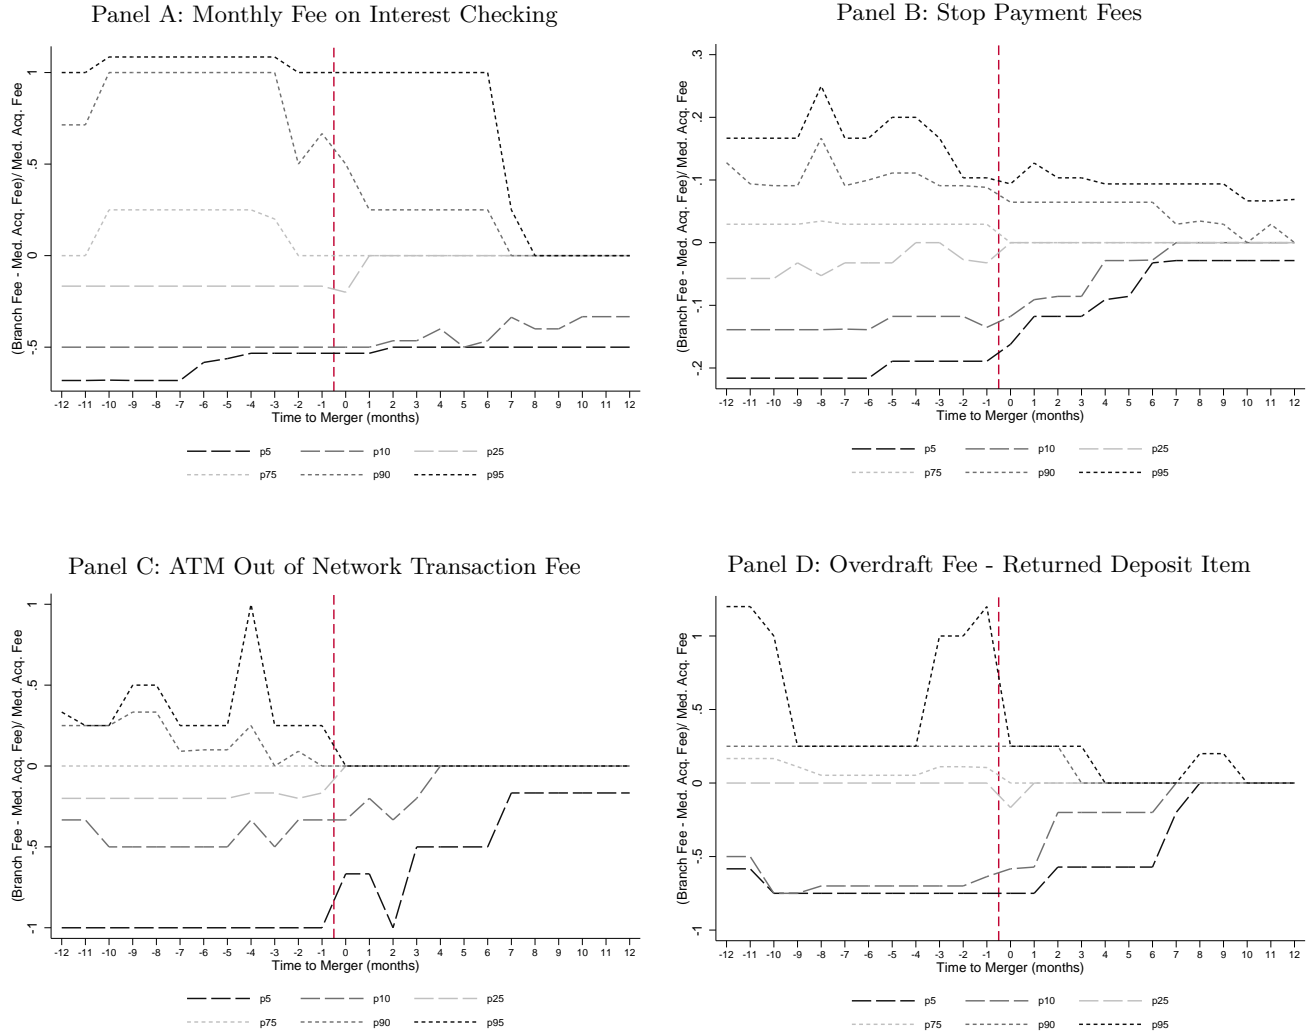 Panel A: Monthly Fee on Interest Checking
(Branch Fee - Med. Acq. Fee)/ Med. Acq. Fee
1
.5
0
-.5
-12 -11 -10 -9 -8 -7 -6 -5 -4 -3 -2 -1 0 1 2 3 4 5 6 7 8 9 10 11 12
Time to Merger (months)
p5 p10 p25
p75 p90 p95
Panel B: Stop Payment Fees
(Branch Fee - Med. Acq. Fee)/ Med. Acq. Fee
.3
.2
.1
0
-.1
-.2
-12 -11 -10 -9 -8 -7 -6 -5 -4 -3 -2 -1 0 1 2 3 4 5 6 7 8 9 10 11 12
Time to Merger (months)
p5 p10 p25
p75 p90 p95
Panel C: ATM Out of Network Transaction Fee
(Branch Fee - Med. Acq. Fee)/ Med. Acq. Fee
1
.5
0
-.5
-1
-12 -11 -10 -9 -8 -7 -6 -5 -4 -3 -2 -1 0 1 2 3 4 5 6 7 8 9 10 11 12
Time to Merger (months)
p5 p10 p25
p75 p90 p95
Panel D: Overdraft Fee - Returned Deposit Item
(Branch Fee - Med. Acq. Fee)/ Med. Acq. Fee
1
.5
0
-.5
-1
-12 -11 -10 -9 -8 -7 -6 -5 -4 -3 -2 -1 0 1 2 3 4 5 6 7 8 9 10 11 12
Time to Merger (months)
p5 p10 p25
p75 p90 p95